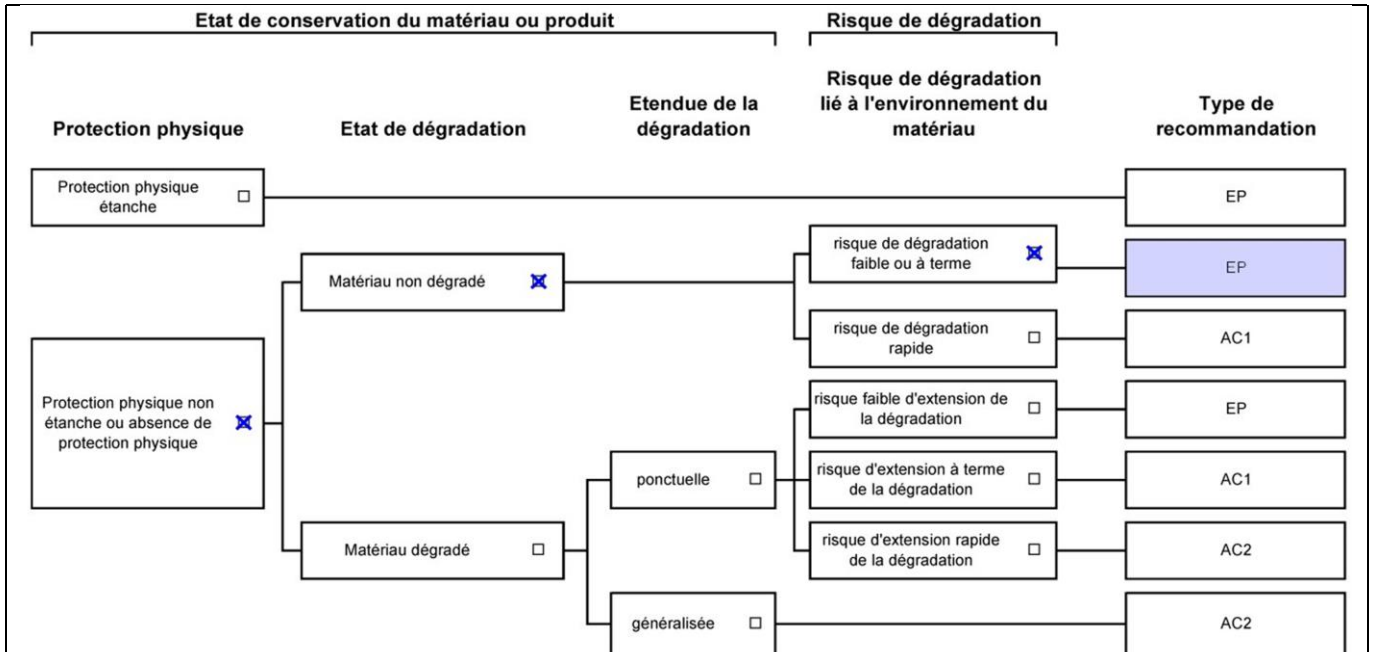 Etat de conservation du matériau ou produit
Risque de dégradation
Protection physique
Etat de dégradation
Etendue de la
dégradation
Risque de dégradation
lié à l'environnement du
matériau
Type de
recommandation
Protection physique
étanche
EP
risque de dégradation
faible ou à terme
EP
Matériau non dégradé
risque de dégradation
rapide
AC1
Protection physique non
étanche ou absence de
protection physique
risque faible d'extension de
la dégradation
EP
ponctuelle
risque d'extension à terme
de la dégradation
AC1
Matériau dégradé
risque d'extension rapide
de la dégradation
AC2
généralisée
AC2